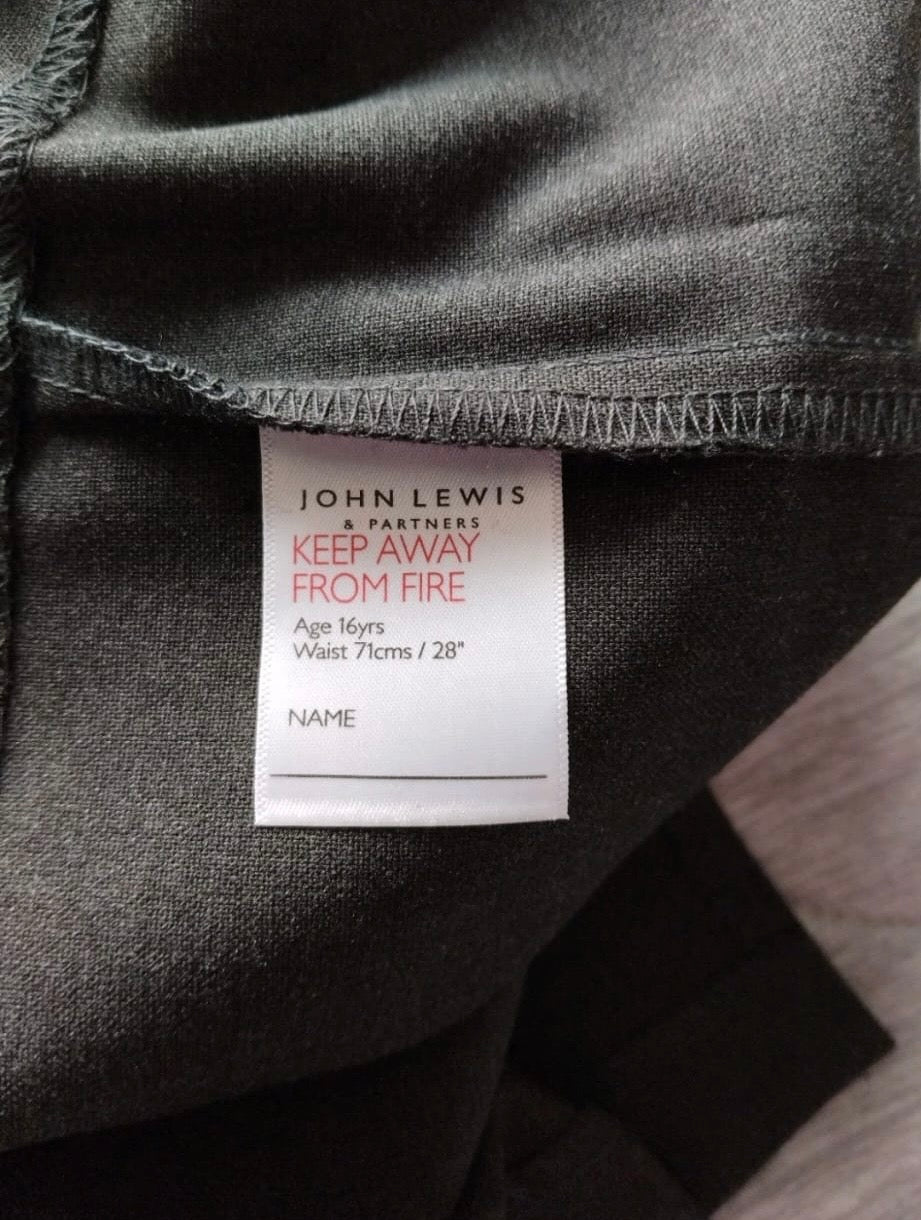 JOHN LEWIS
& PARTNERS
KEEP AWAY
FROM FIRE
Age 16yrs
Waist 71cms / 28"
NAME